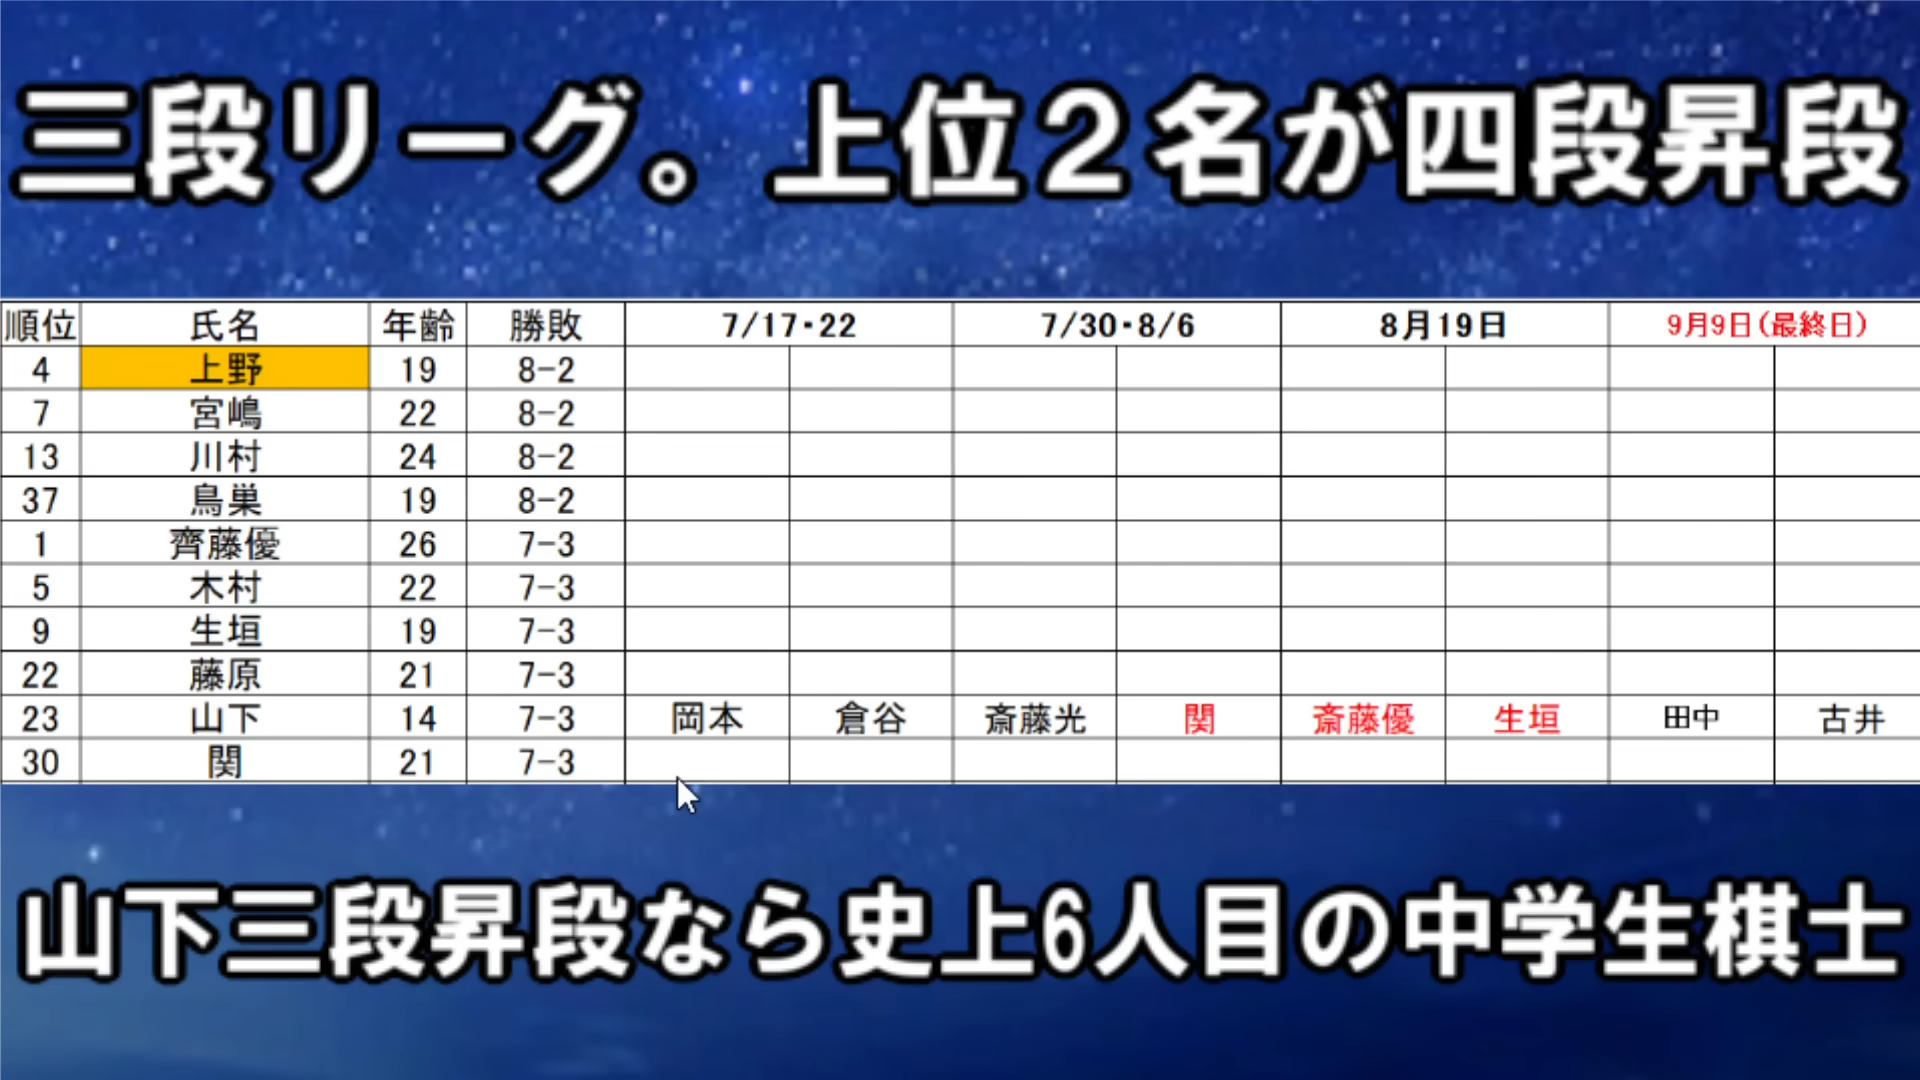 三段リーグ。上位２名が四段昇段
順位 氏名 年齢 勝敗 7/17・22 7/30・8/6 8月19日 9月9日(最終日)
4 上野 19 8-2
7 宮嶋 22 8-2
13 川村 24 8-2
37 鳥巣 19 8-2
1 齊藤優 26 7-3
5 木村 22 7-3
9 生垣 19 7-3
22 藤原 21 7-3
23 山下 14 7-3 岡本 倉谷 斎藤光 関 斎藤優 生垣 田中 古井
30 関 21 7-3
山下三段昇段なら史上6人目の中学生棋士